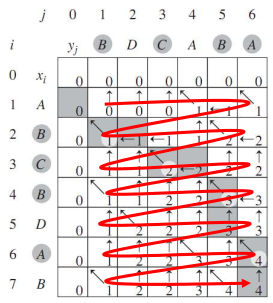 j 0 1 2 3 4 5 6
i y_j B D C A B A
0 x_i 0 0 0 0 0 0 0
1 A 0 0 0 0 1 1 1
2 B 0 1 1 1 1 2 2
3 C 0 1 1 2 2 2 2
4 B 0 1 1 2 2 3 3
5 D 0 1 2 2 2 3 3
6 A 0 1 2 2 3 3 4
7 B 0 1 2 2 3 4 4